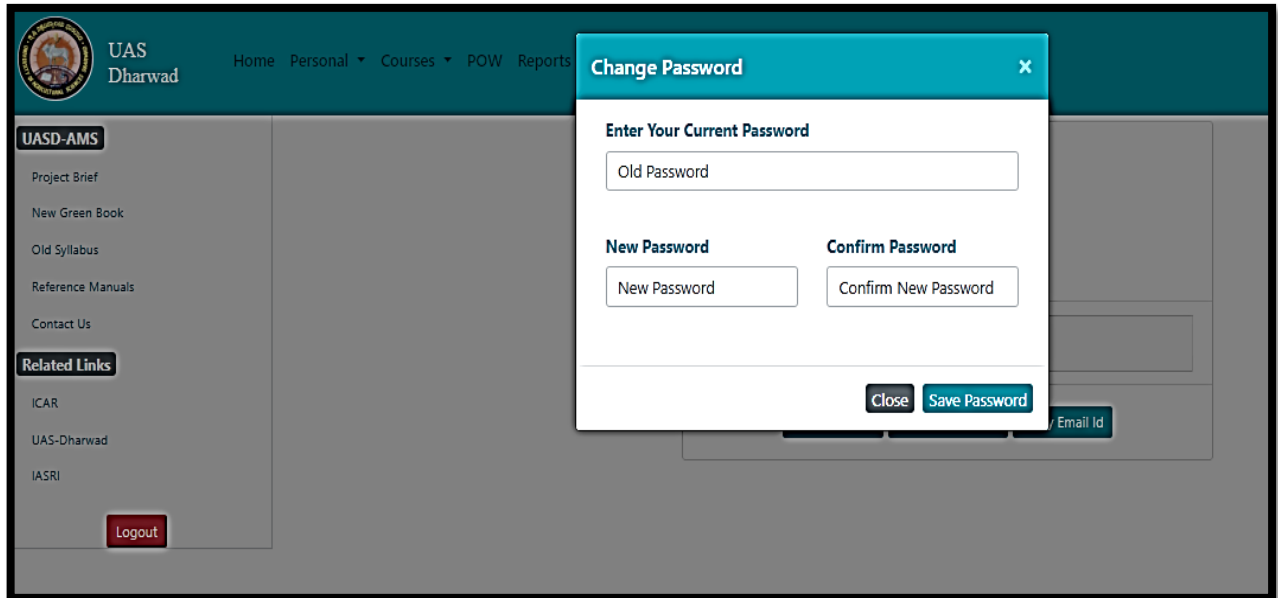 UAS
Dharwad
Home Personal Courses POW Reports
Change Password
×
UASD-AMS
Project Brief
New Green Book
Old Syllabus
Reference Manuals
Contact Us
Related Links
ICAR
UAS-Dharwad
IASRI
Logout
Enter Your Current Password
Old Password
New Password Confirm Password
New Password Confirm New Password
Close Save Password
Email Id